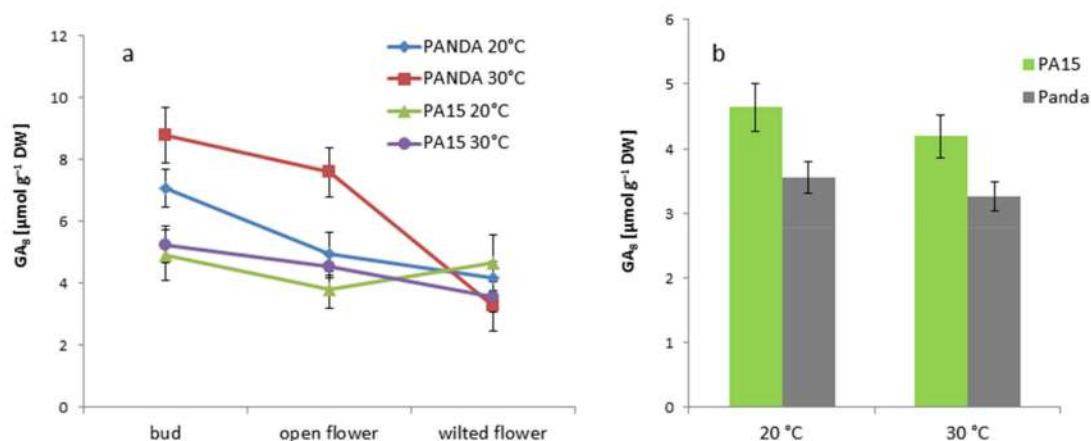 a
PANDA 20°C
PANDA 30°C
PA15 20°C
PA15 30°C
12
10
8
6
4
2
0
GA₈ [µmol g⁻¹ DW]
bud
open flower
wilted flower
b
PA15
Panda
6
5
4
3
2
1
0
GA₈ [µmol g⁻¹ DW]
20 °C
30 °C